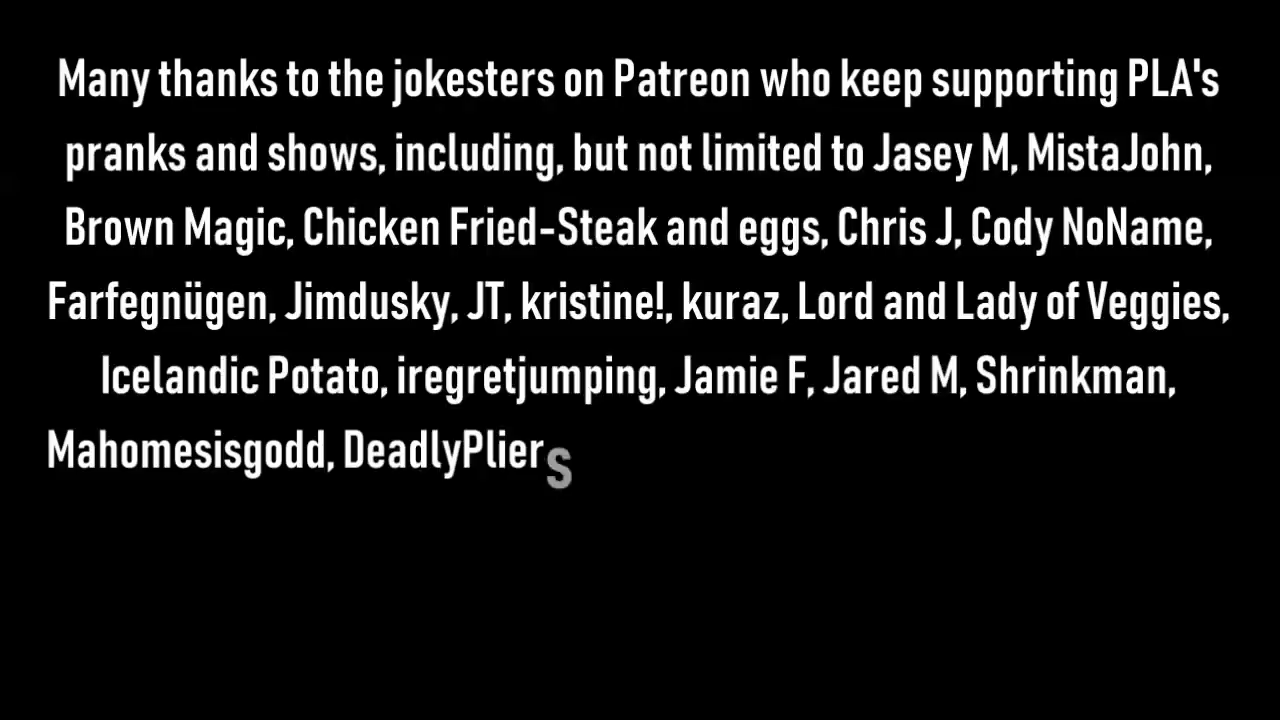 Many thanks to the jokesters on Patreon who keep supporting PLA's
pranks and shows, including, but not limited to Jasey M, MistaJohn,
Brown Magic, Chicken Fried-Steak and eggs, Chris J, Cody NoName,
Farfegnügen, Jimdusky, JT, kristine!, kuraz, Lord and Lady of Veggies,
Icelandic Potato, iregretjumping, Jamie F, Jared M, Shrinkman,
Mahomesisgodd, DeadlyPliers